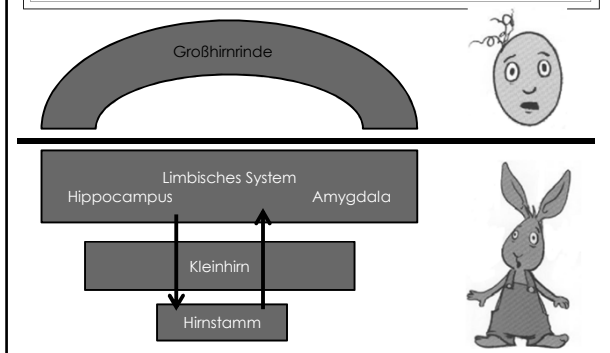 Großhirnrinde
Limbisches System
Hippocampus Amygdala
Kleinhirn
Hirnstamm